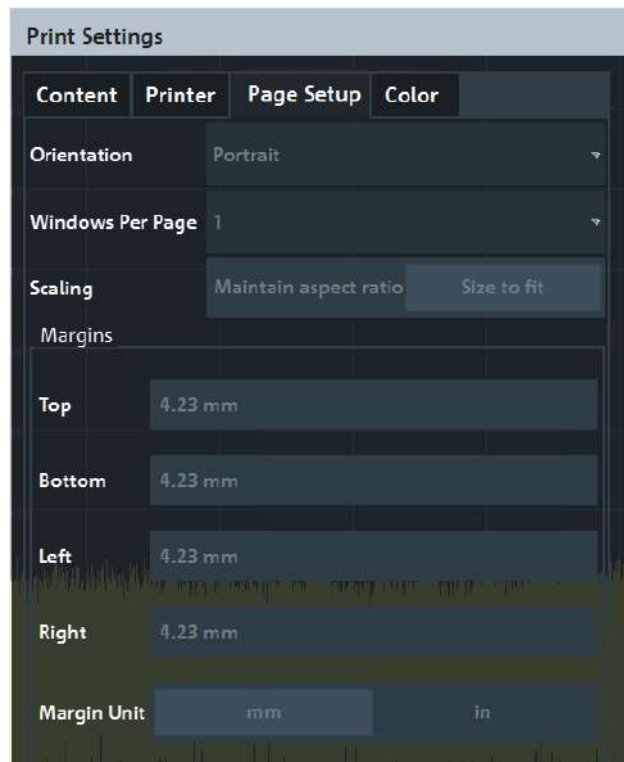 Print Settings
Content Printer Page Setup Color
Orientation Portrait
Windows Per Page 1
Scaling Maintain aspect ratio Size to fit
Margins
Top 4.23 mm
Bottom 4.23 mm
Left 4.23 mm
Right 4.23 mm
Margin Unit mm in